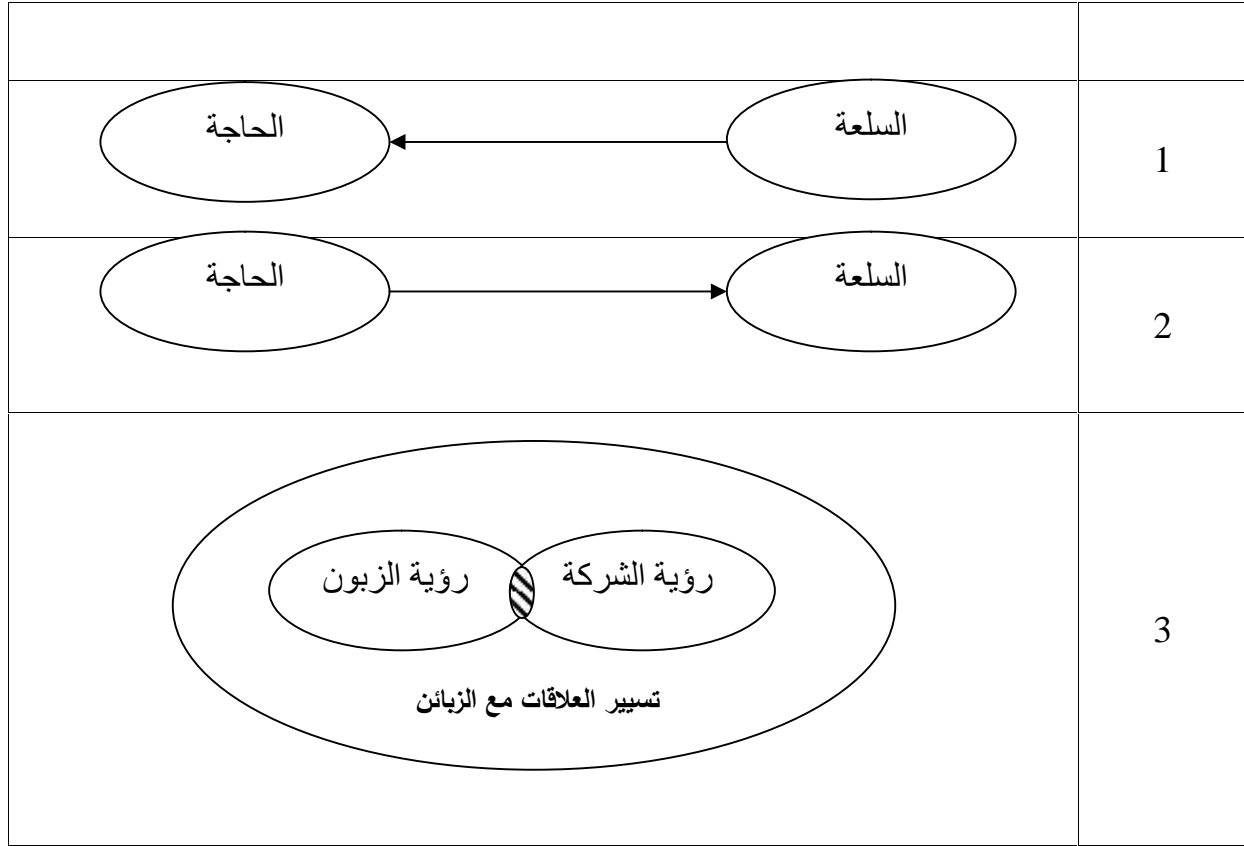 1
السلعة
الحاجة
2
السلعة
الحاجة
3
رؤية الشركة
رؤية الزبون
تسيير العلاقات مع الزبائن